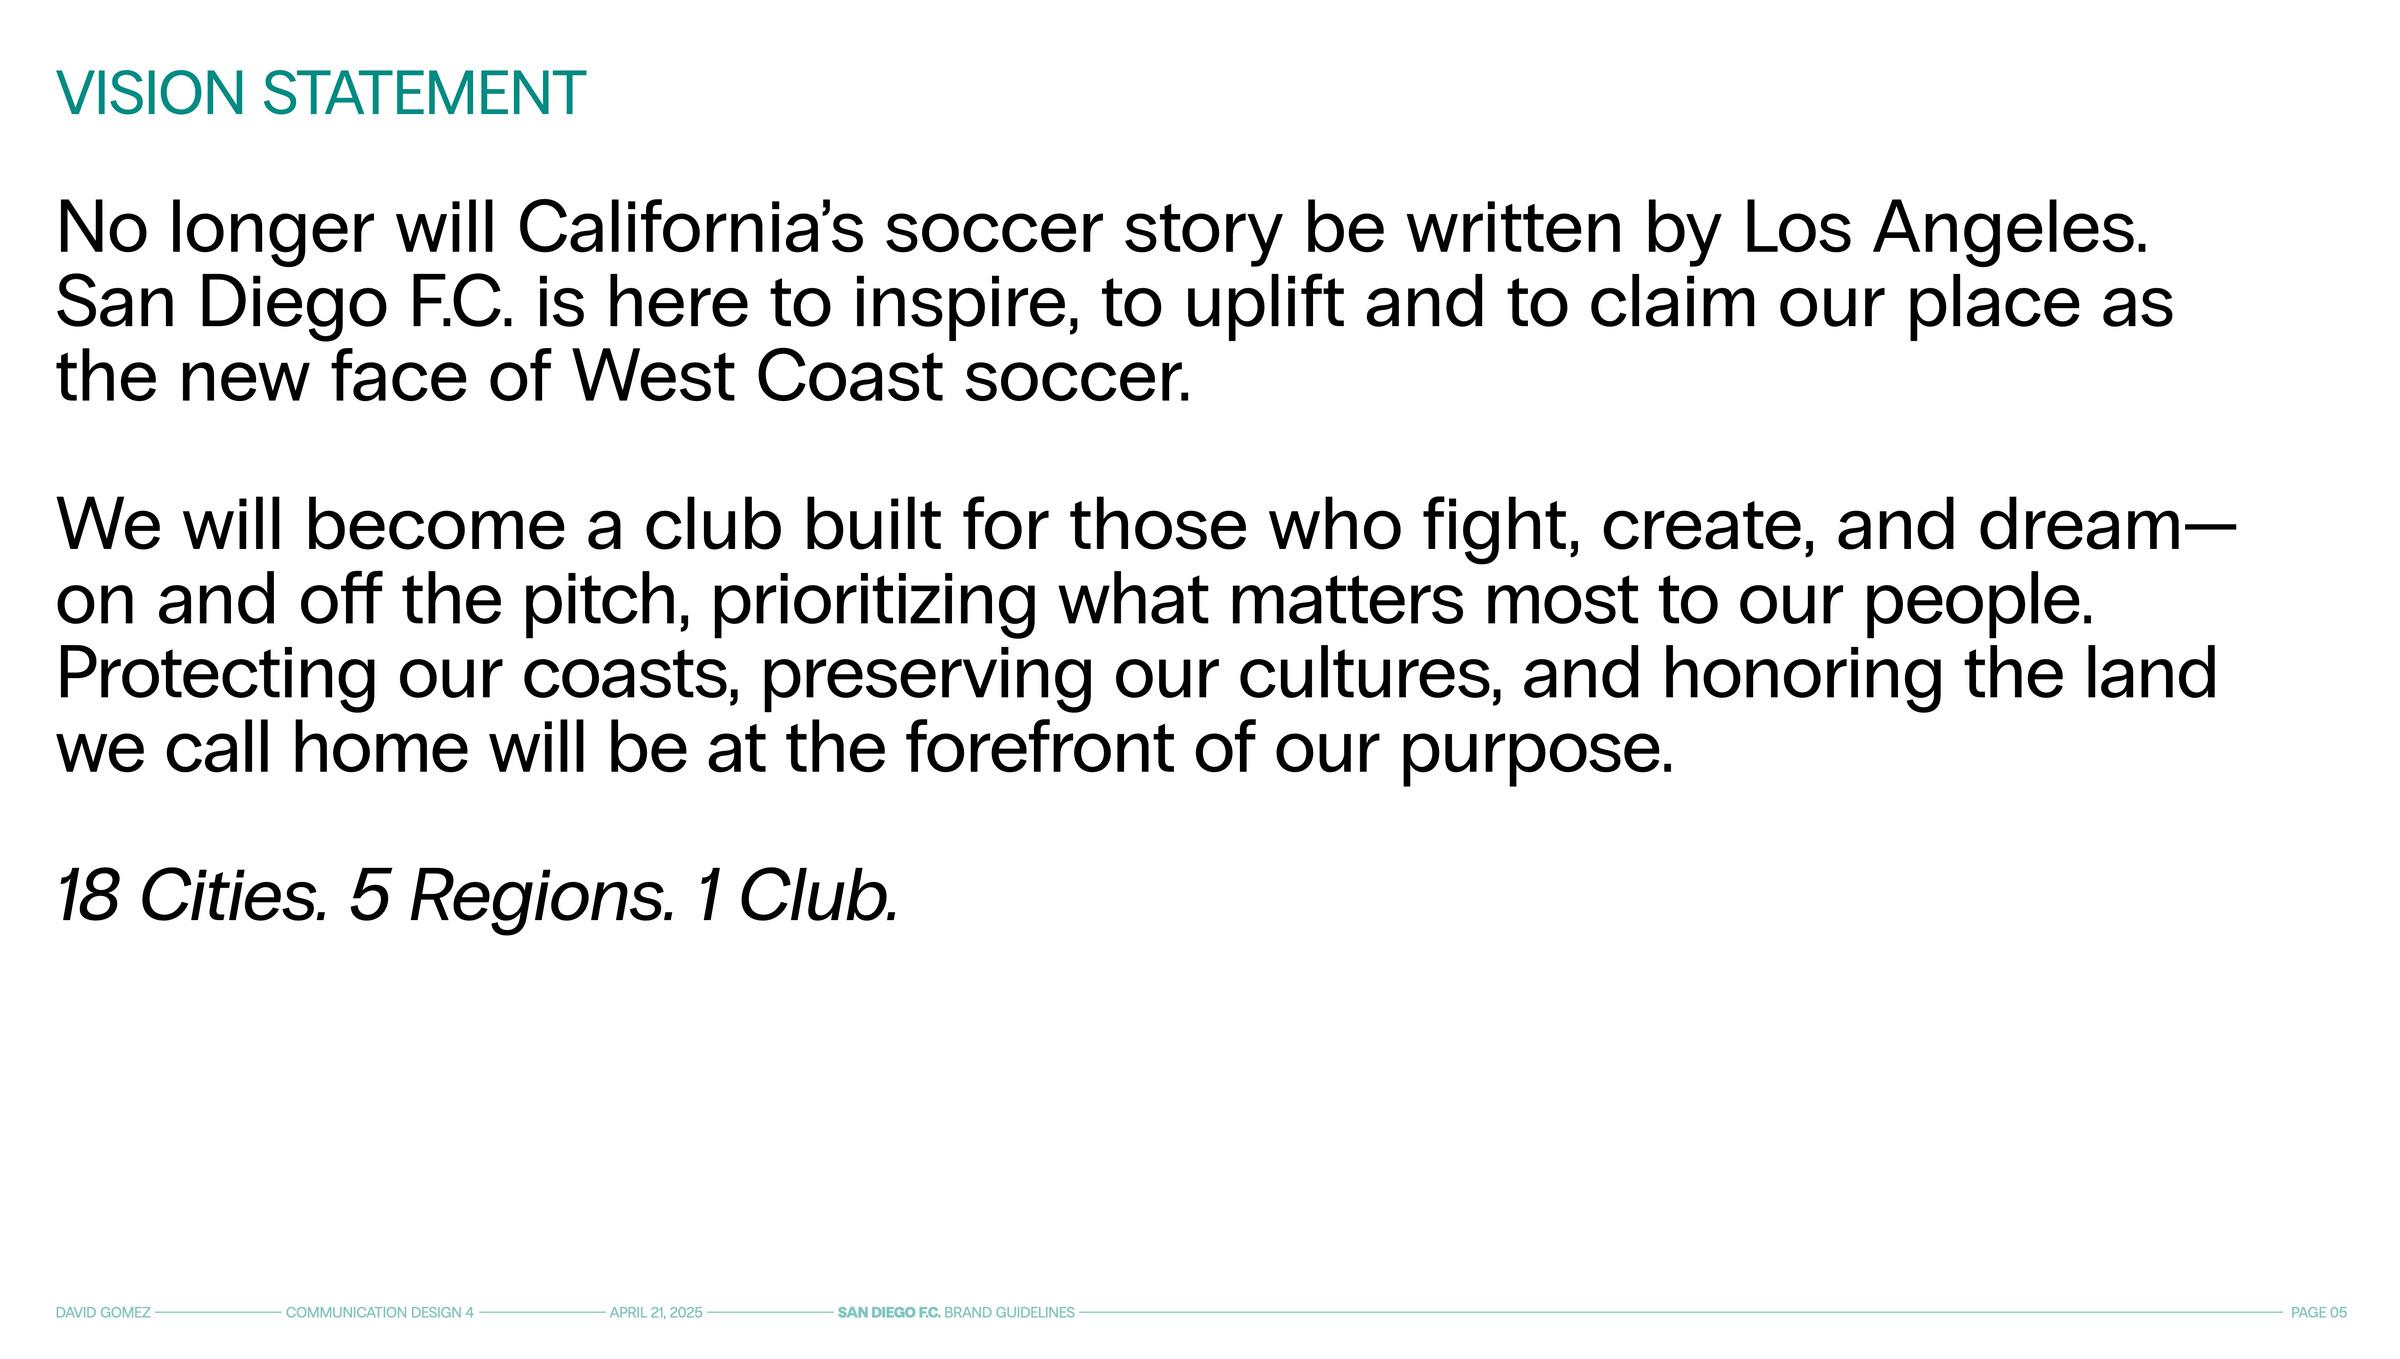 VISION STATEMENT
No longer will California’s soccer story be written by Los Angeles.
San Diego F.C. is here to inspire, to uplift and to claim our place as
the new face of West Coast soccer.
We will become a club built for those who fight, create, and dream—
on and off the pitch, prioritizing what matters most to our people.
Protecting our coasts, preserving our cultures, and honoring the land
we call home will be at the forefront of our purpose.
18 Cities. 5 Regions. 1 Club.
DAVID GOMEZ COMMUNICATION DESIGN 4 APRIL 21, 2025 SAN DIEGO F.C. BRAND GUIDELINES PAGE 05